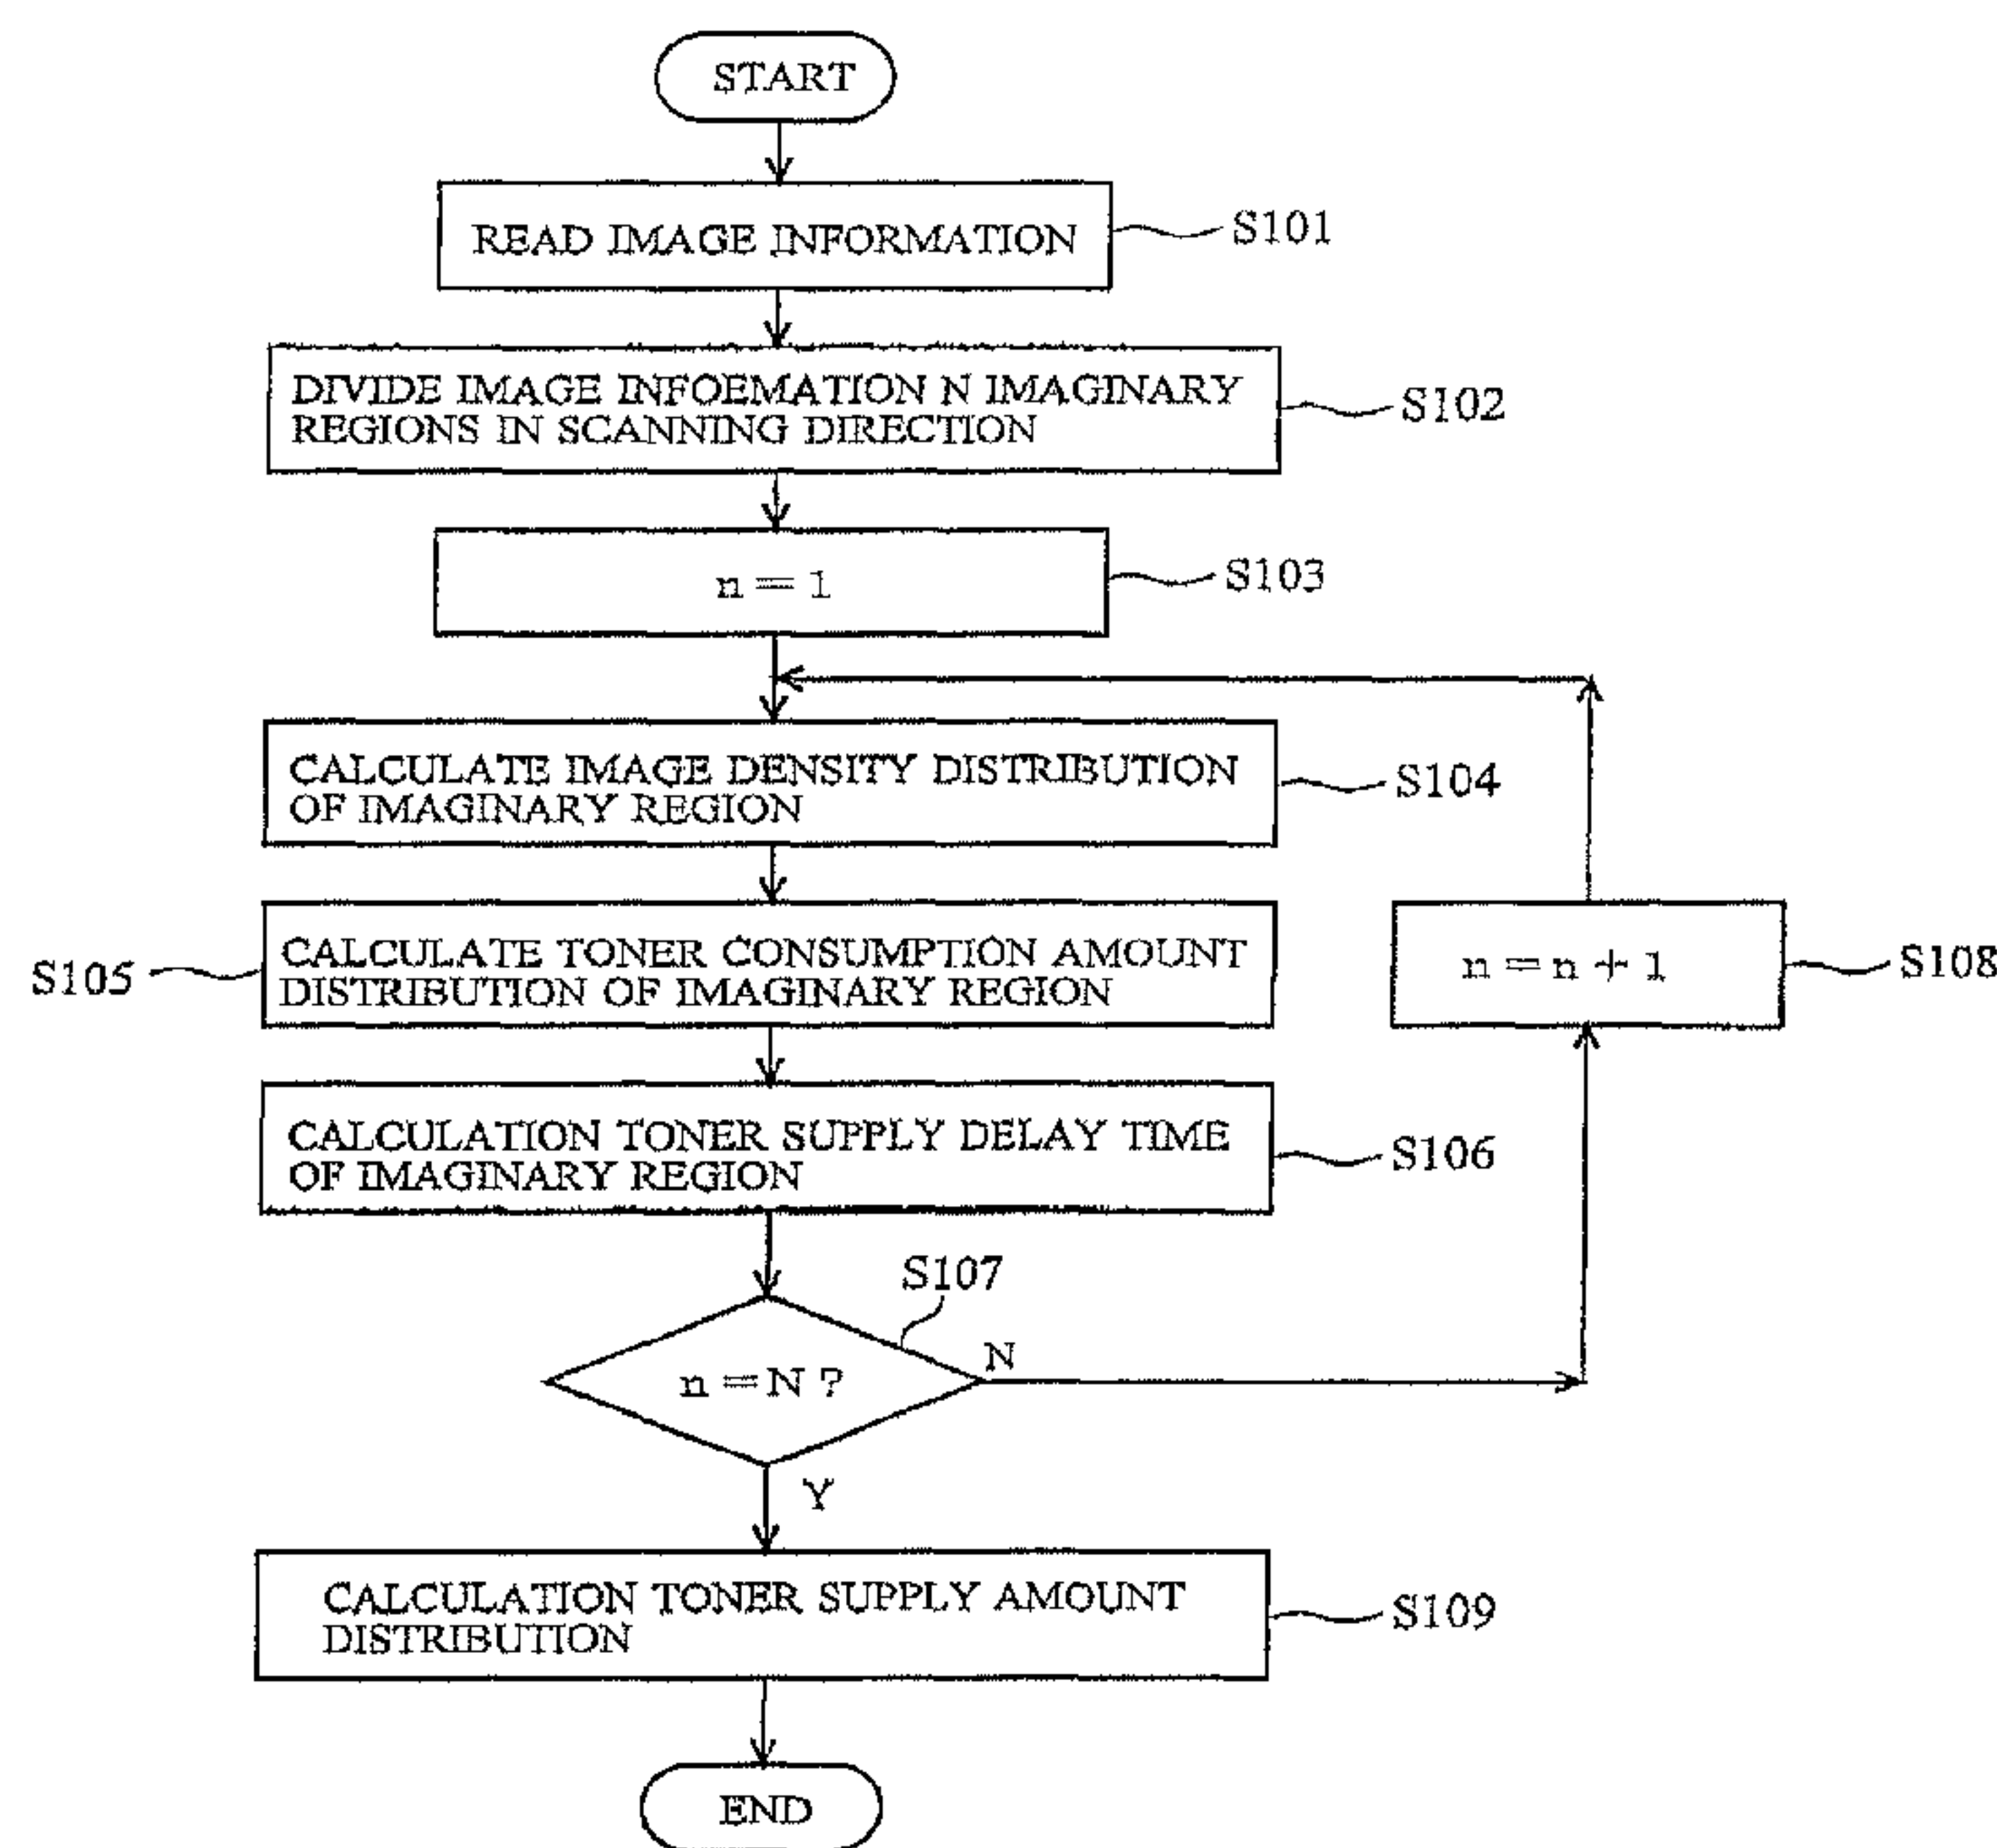 START
READ IMAGE INFORMATION
S101
DIVIDE IMAGE INFOEMATION N IMAGINARY
REGIONS IN SCANNING DIRECTION
S102
n = 1
S103
CALCULATE IMAGE DENSITY DISTRIBUTION
OF IMAGINARY REGION
S104
S105
CALCULATE TONER CONSUMPTION AMOUNT
DISTRIBUTION OF IMAGINARY REGION
n = n + 1
S108
CALCULATION TONER SUPPLY DELAY TIME
OF IMAGINARY REGION
S106
S107
n = N ?
N
Y
CALCULATION TONER SUPPLY AMOUNT
DISTRIBUTION
S109
END